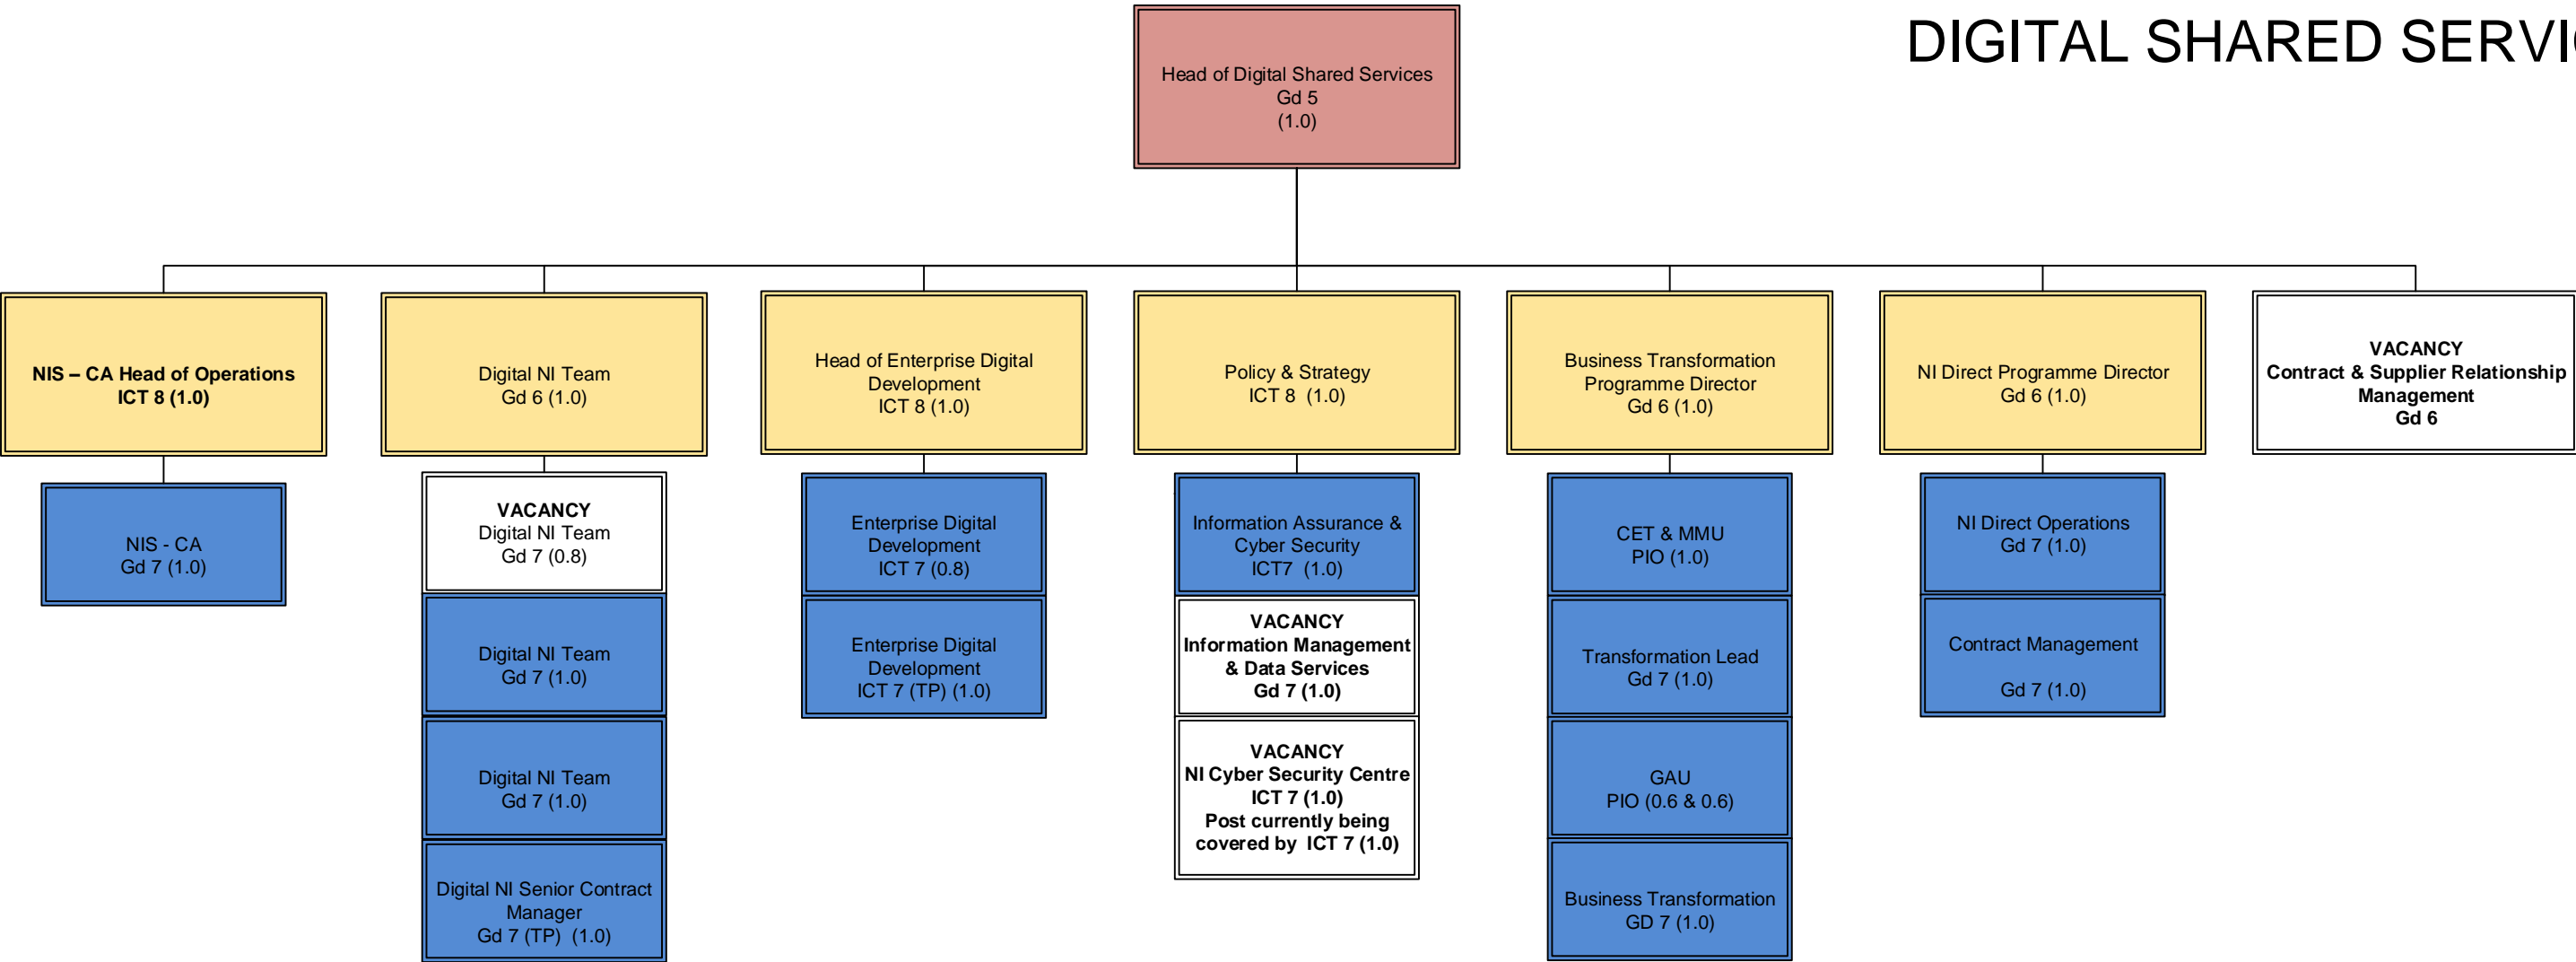 DIGITAL SHARED SERVI
Head of Digital Shared Services
Gd 5
(1.0)
NIS – CA Head of Operations
ICT 8 (1.0)
Digital NI Team
Gd 6 (1.0)
Head of Enterprise Digital
Development
ICT 8 (1.0)
Policy & Strategy
ICT 8 (1.0)
Business Transformation
Programme Director
Gd 6 (1.0)
NI Direct Programme Director
Gd 6 (1.0)
VACANCY
Contract & Supplier Relationship
Management
Gd 6
NIS - CA
Gd 7 (1.0)
VACANCY
Digital NI Team
Gd 7 (0.8)
Digital NI Team
Gd 7 (1.0)
Digital NI Team
Gd 7 (1.0)
Digital NI Senior Contract
Manager
Gd 7 (TP) (1.0)
Enterprise Digital
Development
ICT 7 (0.8)
Enterprise Digital
Development
ICT 7 (TP) (1.0)
Information Assurance &
Cyber Security
ICT7 (1.0)
VACANCY
Information Management
& Data Services
Gd 7 (1.0)
VACANCY
NI Cyber Security Centre
ICT 7 (1.0)
Post currently being
covered by ICT 7 (1.0)
CET & MMU
PIO (1.0)
Transformation Lead
Gd 7 (1.0)
GAU
PIO (0.6 & 0.6)
Business Transformation
GD 7 (1.0)
NI Direct Operations
Gd 7 (1.0)
Contract Management
Gd 7 (1.0)